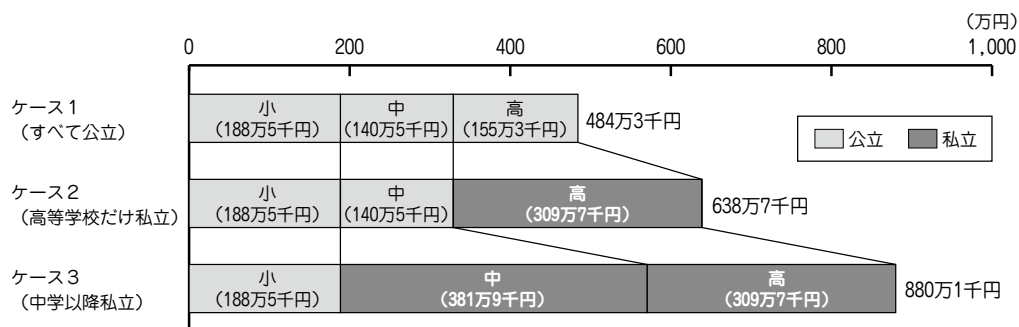 (万円)
0 200 400 600 800 1,000
ケース1
(すべて公立)
小
(188万5千円)
中
(140万5千円)
高
(155万3千円)
484万3千円
公立 私立
ケース2
(高等学校だけ私立)
小
(188万5千円)
中
(140万5千円)
高
(309万7千円)
638万7千円
ケース3
(中学以降私立)
小
(188万5千円)
中
(381万9千円)
高
(309万7千円)
880万1千円